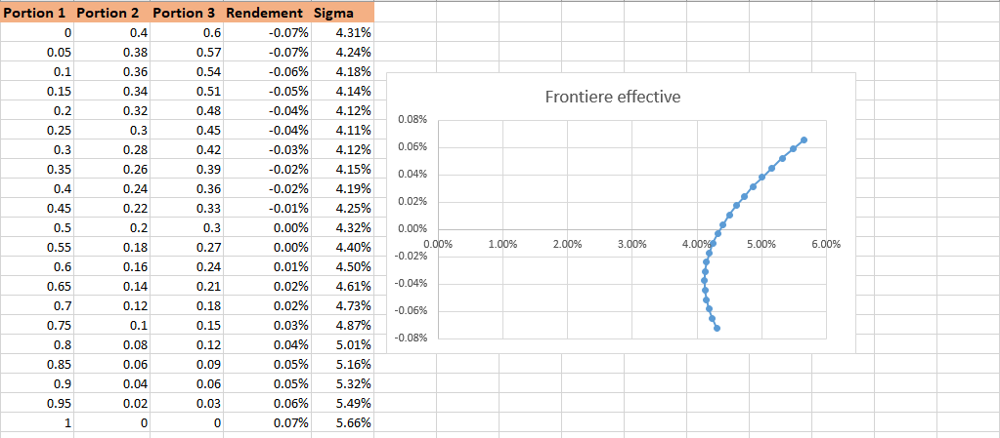 Portion 1 Portion 2 Portion 3 Rendement Sigma
0 0.4 0.6 -0.07% 4.31%
0.05 0.38 0.57 -0.07% 4.24%
0.1 0.36 0.54 -0.06% 4.18%
0.15 0.34 0.51 -0.05% 4.14%
0.2 0.32 0.48 -0.04% 4.12%
0.25 0.3 0.45 -0.04% 4.11%
0.3 0.28 0.42 -0.03% 4.12%
0.35 0.26 0.39 -0.02% 4.15%
0.4 0.24 0.36 -0.02% 4.19%
0.45 0.22 0.33 -0.01% 4.25%
0.5 0.2 0.3 0.00% 4.32%
0.55 0.18 0.27 0.00% 4.40%
0.6 0.16 0.24 0.01% 4.50%
0.65 0.14 0.21 0.02% 4.61%
0.7 0.12 0.18 0.02% 4.73%
0.75 0.1 0.15 0.03% 4.87%
0.8 0.08 0.12 0.04% 5.01%
0.85 0.06 0.09 0.05% 5.16%
0.9 0.04 0.06 0.05% 5.32%
0.95 0.02 0.03 0.06% 5.49%
1 0 0 0.07% 5.66%
Frontiere effective
0.08%
0.06%
0.04%
0.02%
0.00%
0.00% 1.00% 2.00% 3.00% 4.00% 5.00% 6.00%
-0.02%
-0.04%
-0.06%
-0.08%